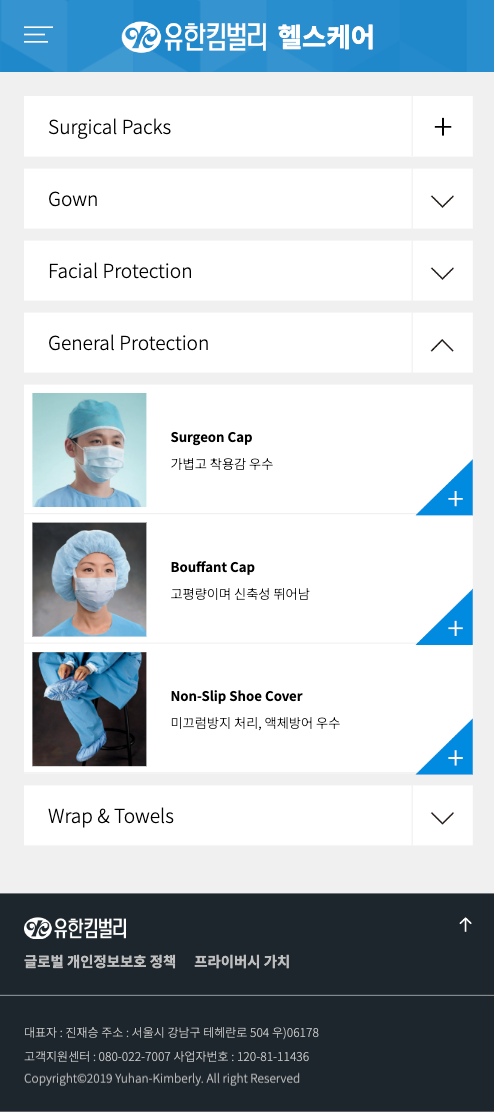 유한킴벌리 헬스케어
Surgical Packs
Gown
Facial Protection
General Protection
Surgeon Cap
가볍고 착용감 우수
Bouffant Cap
고평량이며 신축성 뛰어남
Non-Slip Shoe Cover
미끄럼방지 처리, 액체방어 우수
Wrap & Towels
유한킴벌리
글로벌 개인정보보호 정책 프라이버시 가치
대표자 : 진재승 주소 : 서울시 강남구 테헤란로 504 우)06178
고객지원센터 : 080-022-7007 사업자번호 : 120-81-11436
Copyright©2019 Yuhan-Kimberly. All right Reserved